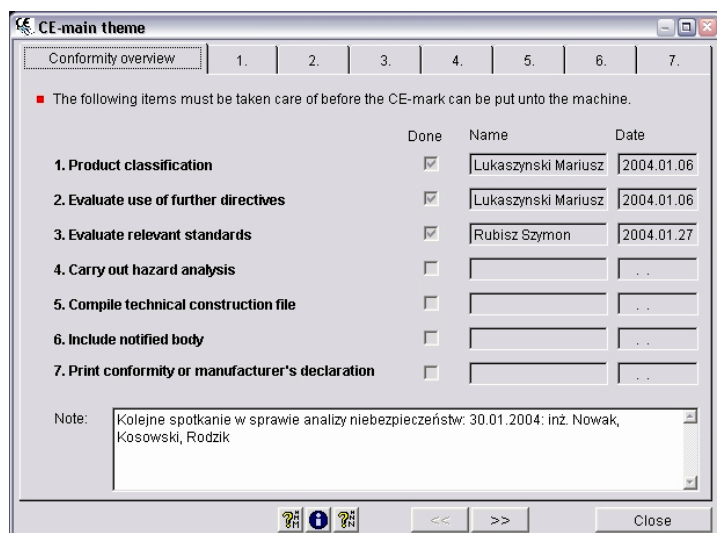 CE-main theme
Conformity overview 1. 2. 3. 4. 5. 6. 7.
The following items must be taken care of before the CE-mark can be put unto the machine.
Done Name Date
1. Product classification Lukaszynski Mariusz 2004.01.06
2. Evaluate use of further directives Lukaszynski Mariusz 2004.01.06
3. Evaluate relevant standards Rubisz Szymon 2004.01.27
4. Carry out hazard analysis . .
5. Compile technical construction file . .
6. Include notified body . .
7. Print conformity or manufacturer's declaration . .
Note: Kolejne spotkanie w sprawie analizy niebezpieczeństw: 30.01.2004: inż. Nowak,
Kosowski, Rodzik
<< >> Close